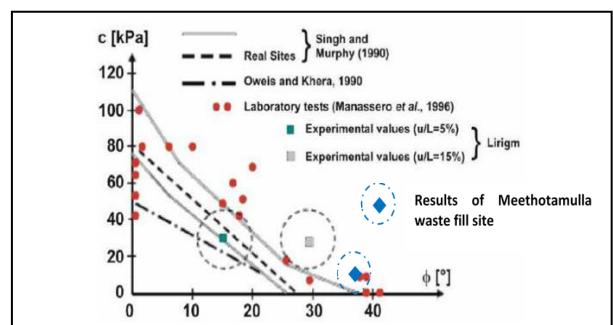 c [kPa]
120
100
80
60
40
20
0
0
10
20
30
40
ϕ [°]
Singh and
Murphy (1990)
Real Sites
Oweis and Khera, 1990
Laboratory tests (Manassero et al., 1996)
Experimental values (u/L=5%)
Experimental values (u/L=15%)
Lirigm
Results of Meethotamulla
waste fill site